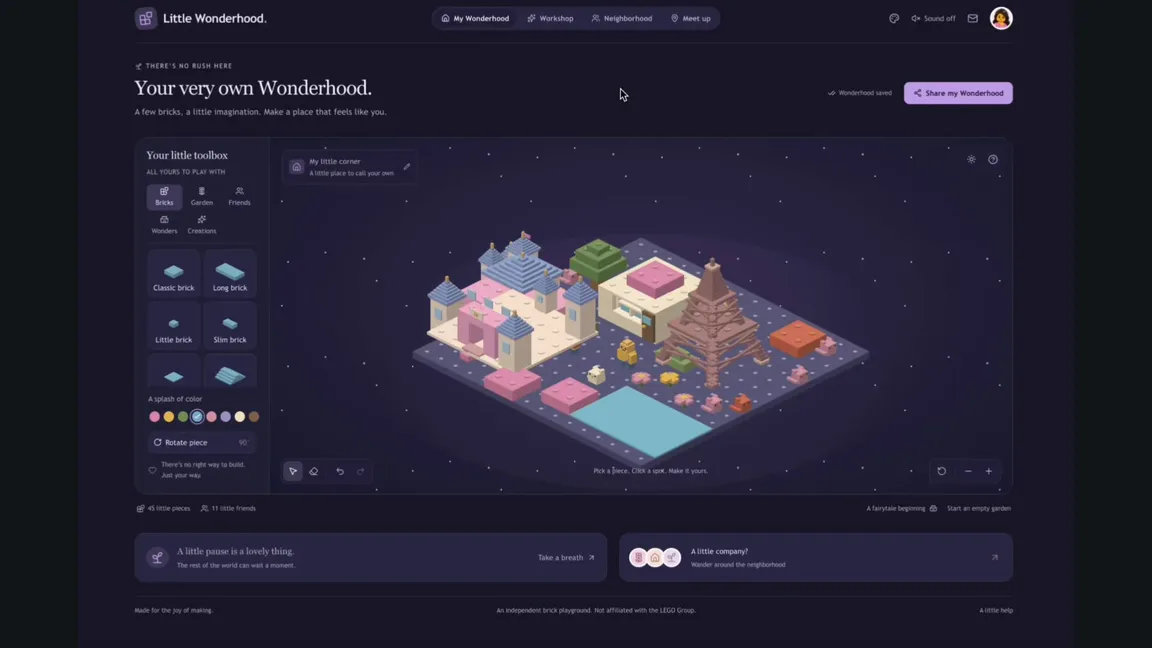 Little Wonderhood.
My Wonderhood
Workshop
Neighborhood
Meet up
Sound off
THERE'S NO RUSH HERE
Your very own Wonderhood.
A few bricks, a little imagination. Make a place that feels like you.
Wonderhood saved
Share my Wonderhood
Your little toolbox
ALL YOURS TO PLAY WITH
Bricks
Garden
Friends
Wonders
Creations
Classic brick
Long brick
Little brick
Slim brick
A splash of color
Rotate piece
90°
There's no right way to build.
Just your way.
My little corner
A little place to call your own
Pick a piece. Click a spot. Make it yours.
45 little pieces
11 little friends
A fairytale beginning
Start an empty garden
A little pause is a lovely thing.
The rest of the world can wait a moment.
Take a breath
A little company?
Wander around the neighborhood
Made for the joy of making.
An independent brick playground. Not affiliated with the LEGO Group.
A little help